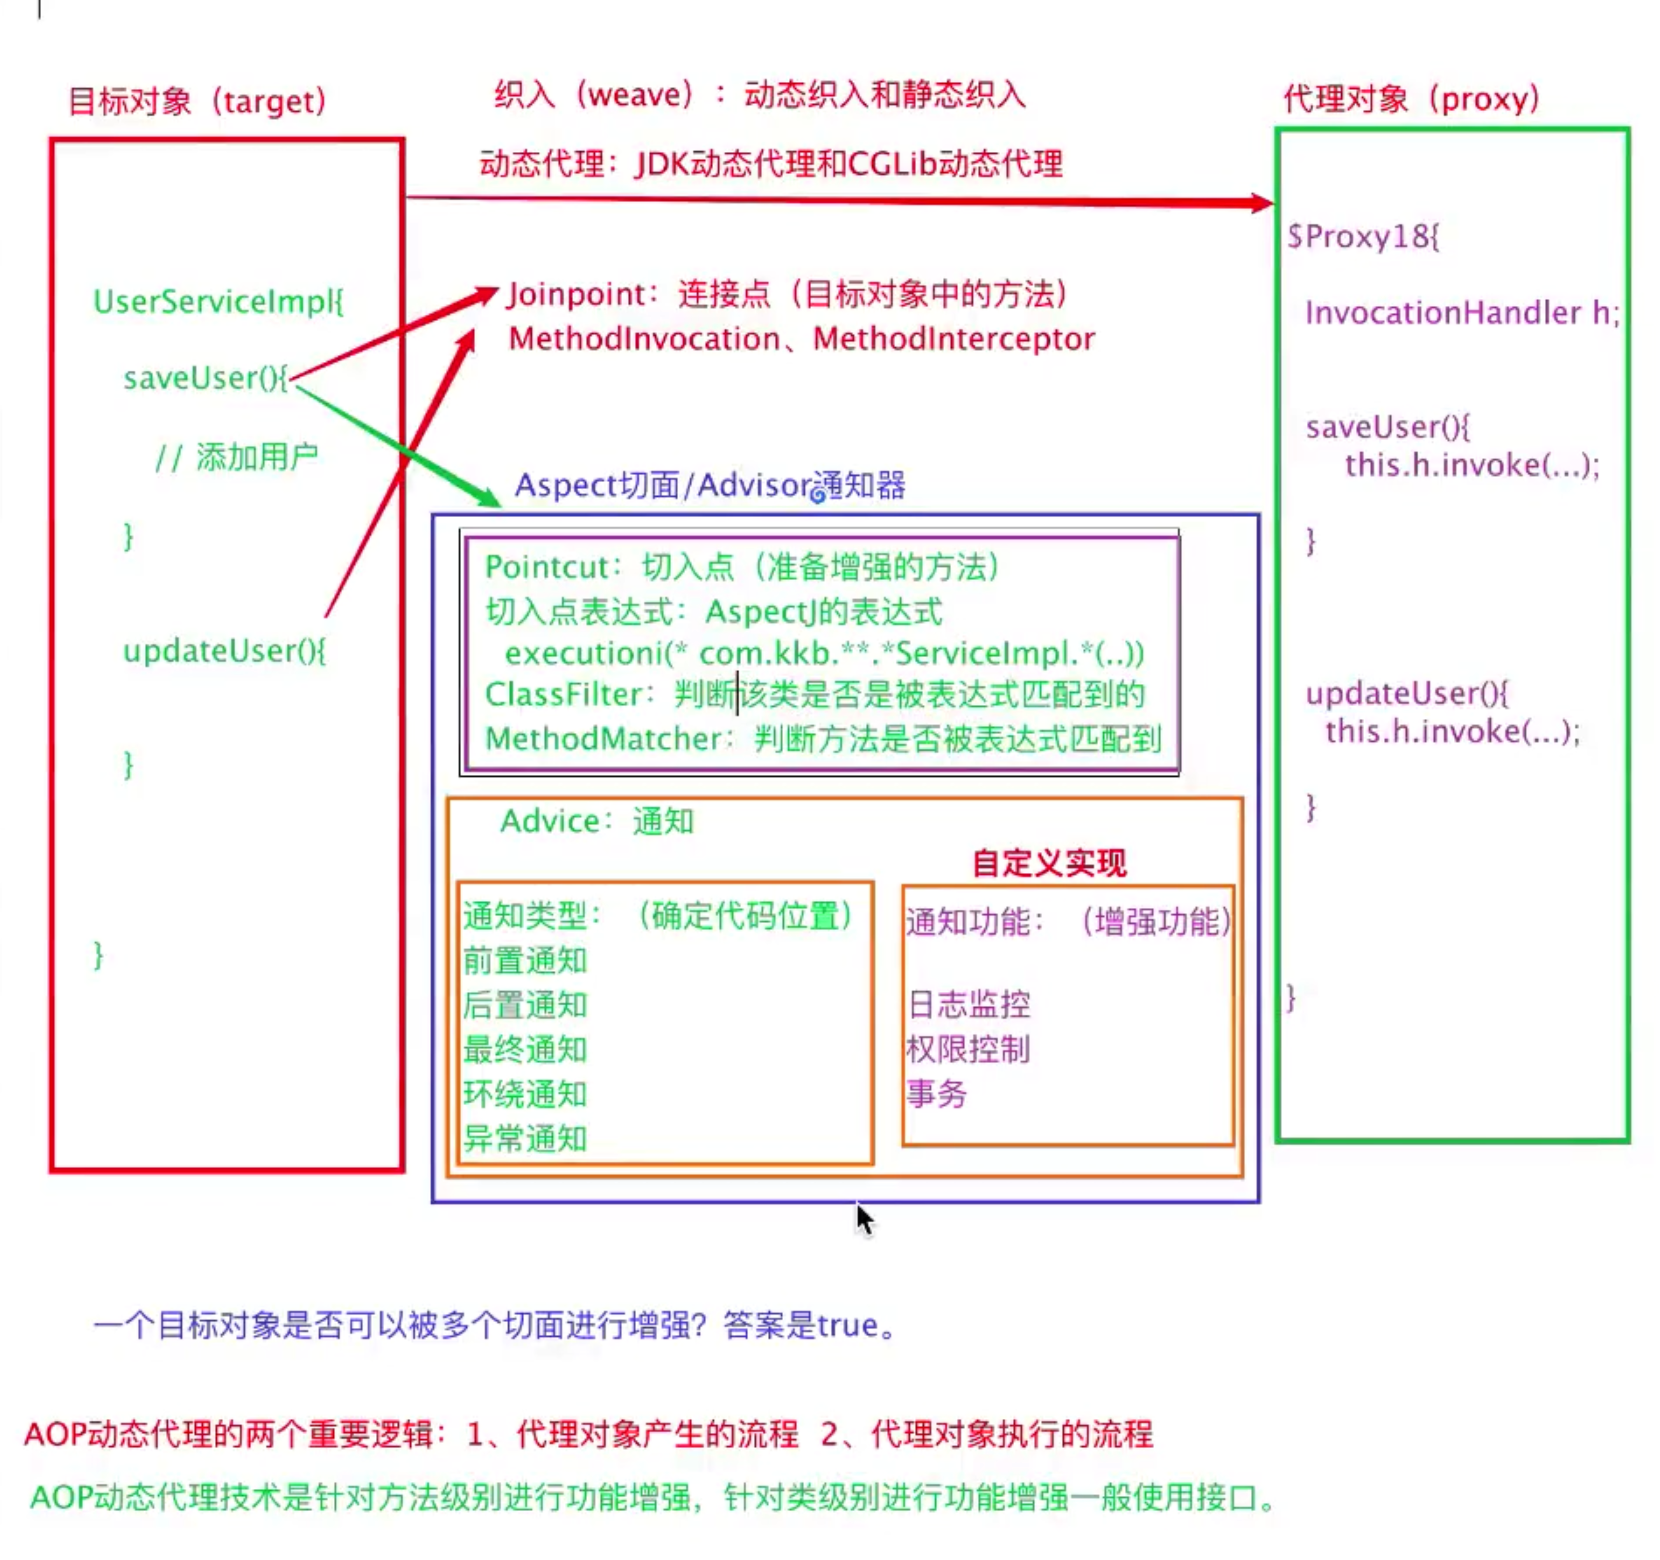 目标对象（target）
UserServiceImpl{
saveUser(){
// 添加用户
}
updateUser(){
}
}
织入（weave）：动态织入和静态织入
动态代理：JDK动态代理和CGLib动态代理
Joinpoint：连接点（目标对象中的方法）
MethodInvocation、MethodInterceptor
Aspect切面/Advisor通知器
Pointcut：切入点（准备增强的方法）
切入点表达式：AspectJ的表达式
executioni(* com.kkb.**.*ServiceImpl.*(..))
ClassFilter：判断该类是否是被表达式匹配到的
MethodMatcher：判断方法是否被表达式匹配到
Advice：通知
通知类型：（确定代码位置）
前置通知
后置通知
最终通知
环绕通知
异常通知
自定义实现
通知功能：（增强功能）
日志监控
权限控制
事务
代理对象（proxy）
$Proxy18{
InvocationHandler h;
saveUser(){
this.h.invoke(...);
}
updateUser(){
this.h.invoke(...);
}
}
一个目标对象是否可以被多个切面进行增强？答案是true。
AOP动态代理的两个重要逻辑：1、代理对象产生的流程 2、代理对象执行的流程
AOP动态代理技术是针对方法级别进行功能增强，针对类级别进行功能增强一般使用接口。